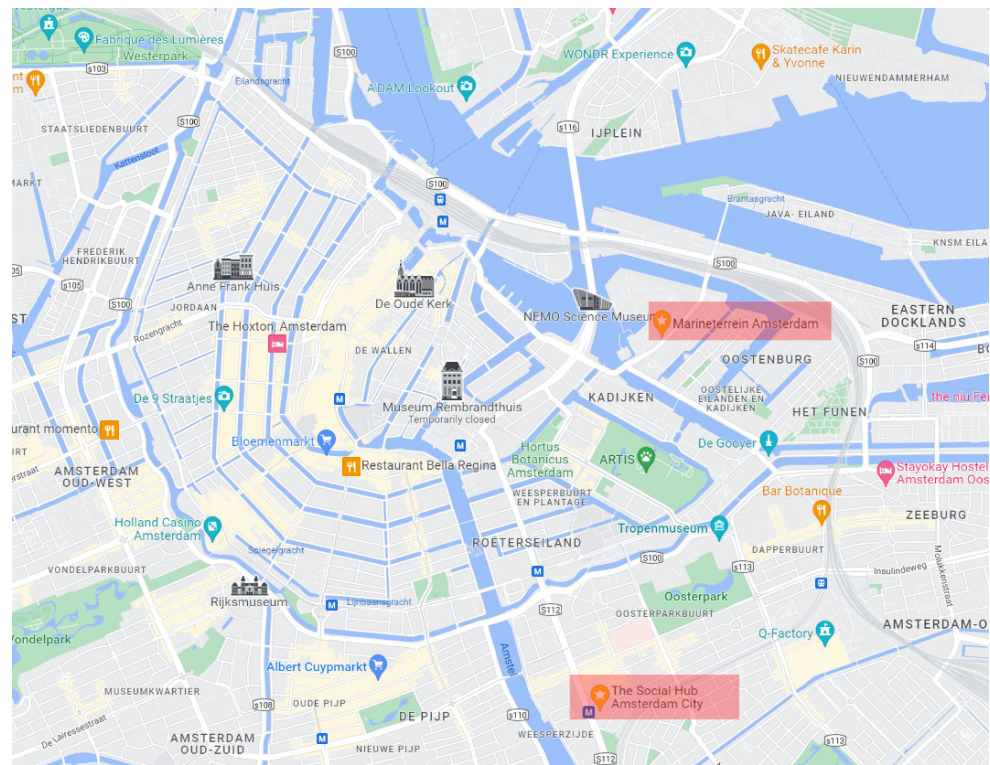 Fabrique des Lumières
Westerpark
s103
S100
Eilandsgracht
A'DAM Lookout
WONDR Experience
Skatecafe Karin
& Yvonne
NIEUWENDAMMERHAM
STAATSLIEDENBUURT
S100
Kattensloot
s116
IJPLEIN
MARKT
S100
M
Brantasgracht
JAVA- EILAND
FREDERIK
HENDRIKBUURT
KNSM EILA
s105
S100
Anne Frank Huis
De Oude Kerk
S100
JORDAAN
Rozengracht
The Hoxton, Amsterdam
NEMO Science Museum
Marineterrein Amsterdam
EASTERN
DOCKLANDS
s114
DE WALLEN
OOSTENBURG
S100
De 9 Straatjes
M
Museum Rembrandthuis
Temporarily closed
KADIJKEN
OOSTELIJKE
EILANDEN EN
KADIJKEN
HET FUNEN
the niu Fen
urant momento
Bloemenmarkt
M
Hortus
Botanicus
Amsterdam
ARTIS
De Gooyer
AMSTERDAM
OUD-WEST
Restaurant Bella Regina
Stayokay Hostel
Amsterdam Oos
WEESPERBUURT
EN PLANTAGE
Bar Botanique
ZEEBURG
Holland Casino
Amsterdam
Tropenmuseum
ROETERSEILAND
DAPPERBUURT
Spiegelgracht
S100
s113
Insulindeweg
Molukkenstraat
VONDELPARKBUURT
M
Rijksmuseum
Lijnbaansgracht
M
S112
Oosterpark
OOSTERPARKBUURT
Vondelpark
Amstel
Q-Factory
AMSTERDAM-O
Albert Cuypmarkt
MUSEUMKWARTIER
s108
OUDE PIJP
DE PIJP
s110
M
The Social Hub
Amsterdam City
De Lairessestraat
AMSTERDAM
OUD-ZUID
M
NIEUWE PIJP
WEESPERZIJDE
S112
s113